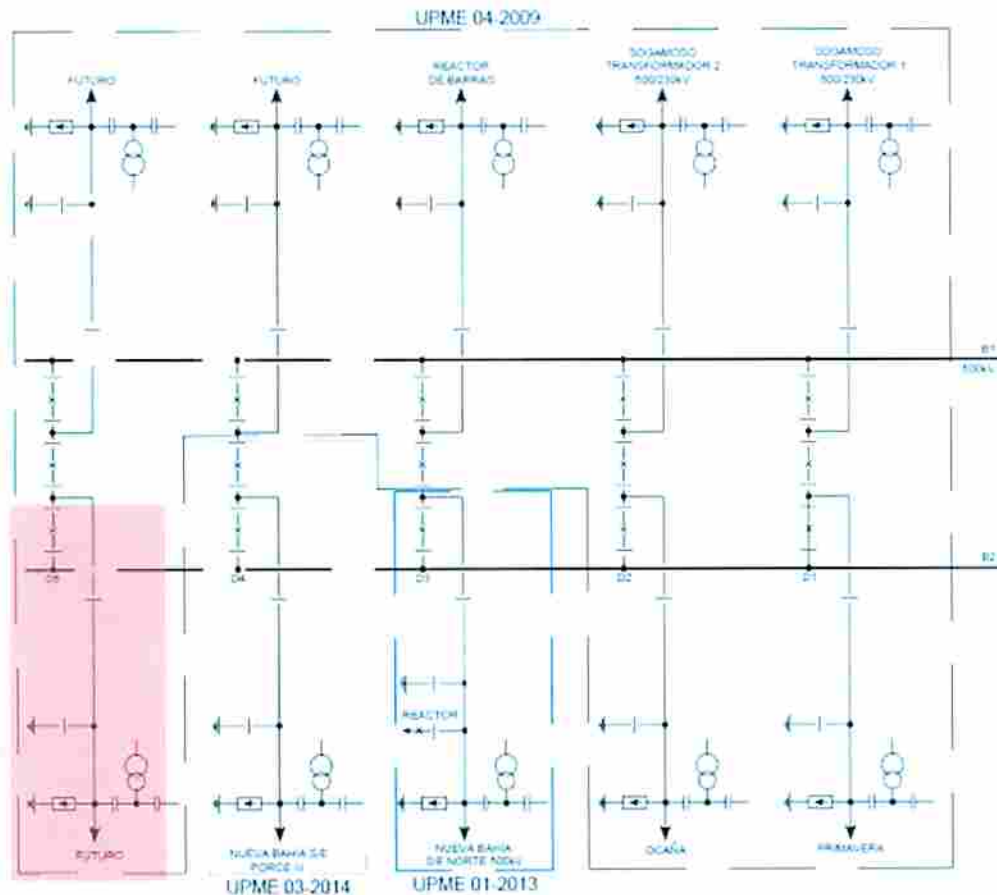 UPME 04-2009
FUTURO
FUTURO
REACTOR
DE BARRAS
SOGAMOSO
TRANSFORMADOR 2
500/230kV
SOGAMOSO
TRANSFORMADOR 1
500/230kV
B1
500kV
B2
D5
D4
D3
D2
D1
REACTOR
FUTURO
NUEVA BAHIA S/E
PORCE III
NUEVA BAHIA
DE NORTE 500kV
OCAÑA
PRIMAVERA
UPME 03-2014
UPME 01-2013